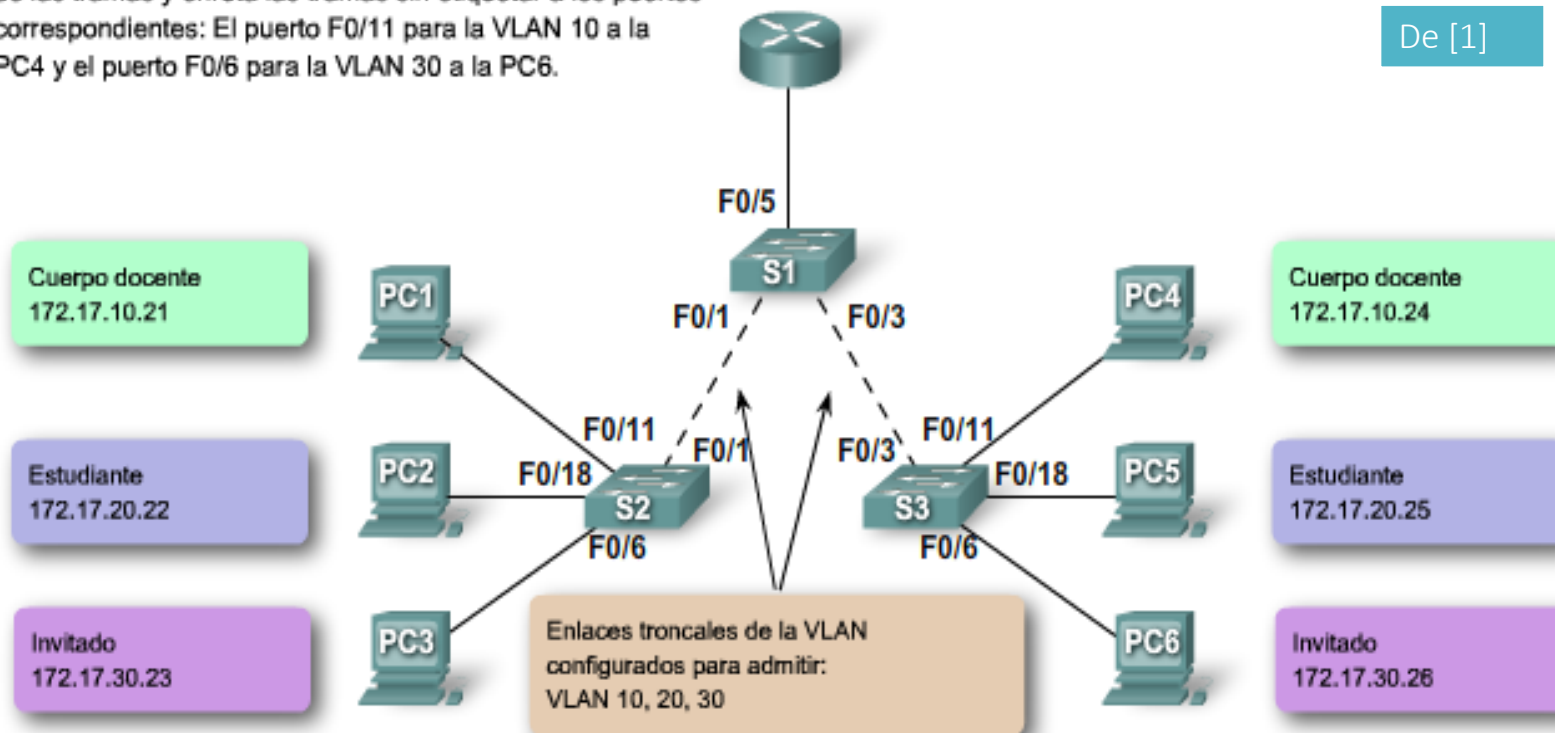 correspondientes: El puerto F0/11 para la VLAN 10 a la
PC4 y el puerto F0/6 para la VLAN 30 a la PC6.
De [1]
F0/5
S1
F0/1
F0/3
Cuerpo docente
172.17.10.21
PC1
PC4
Cuerpo docente
172.17.10.24
F0/11
F0/1
F0/3
F0/11
Estudiante
172.17.20.22
PC2
F0/18
S2
S3
F0/18
PC5
Estudiante
172.17.20.25
F0/6
F0/6
Invitado
172.17.30.23
PC3
Enlaces troncales de la VLAN
configurados para admitir:
VLAN 10, 20, 30
PC6
Invitado
172.17.30.26